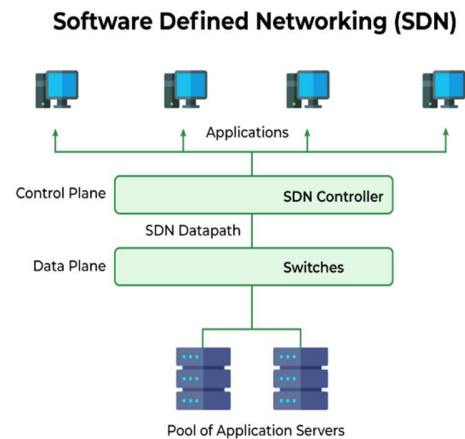 Software Defined Networking (SDN)
Applications
Control Plane
SDN Controller
SDN Datapath
Data Plane
Switches
Pool of Application Servers